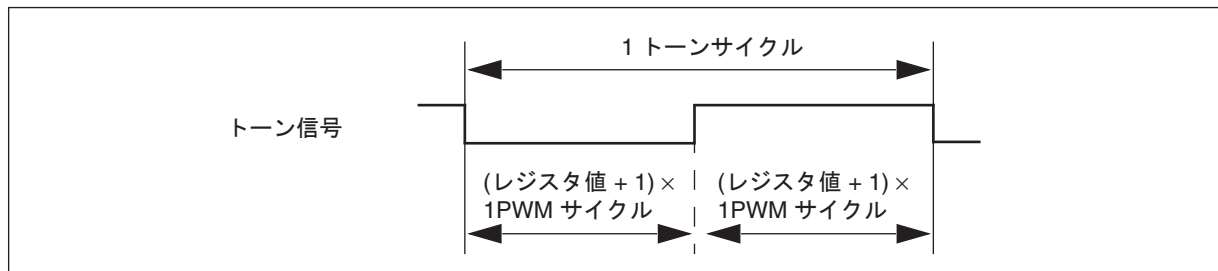 1 トーンサイクル
トーン信号
(レジスタ値 + 1) ×
1PWM サイクル
(レジスタ値 + 1) ×
1PWM サイクル